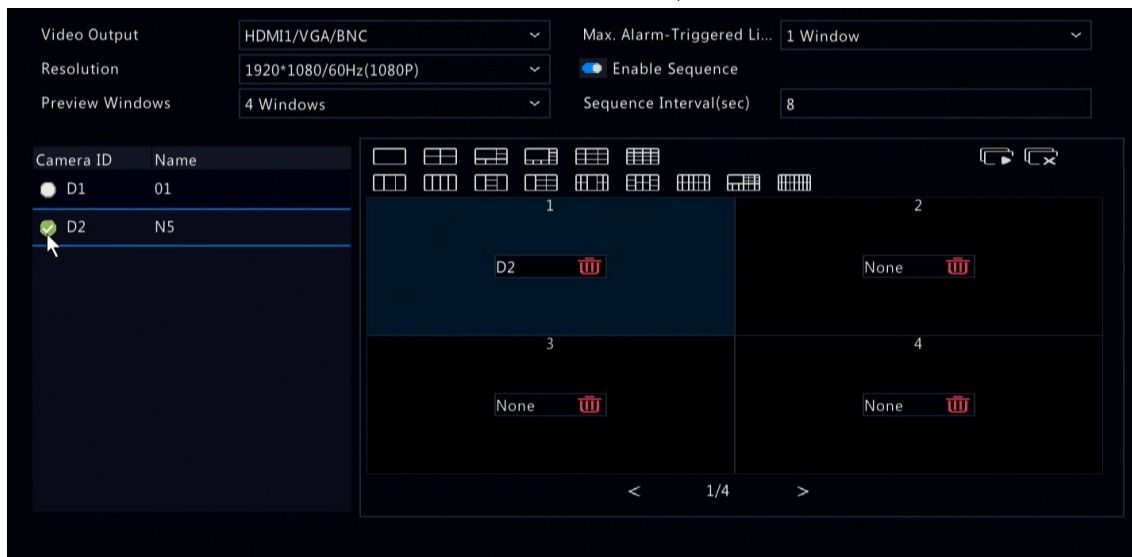 Video Output HDMI1/VGA/BNC Max. Alarm-Triggered Li... 1 Window
Resolution 1920*1080/60Hz(1080P) Enable Sequence
Preview Windows 4 Windows Sequence Interval(sec) 8
Camera ID Name
D1 01
D2 N5
1 2
D2 None
3 4
None None
< 1/4 >